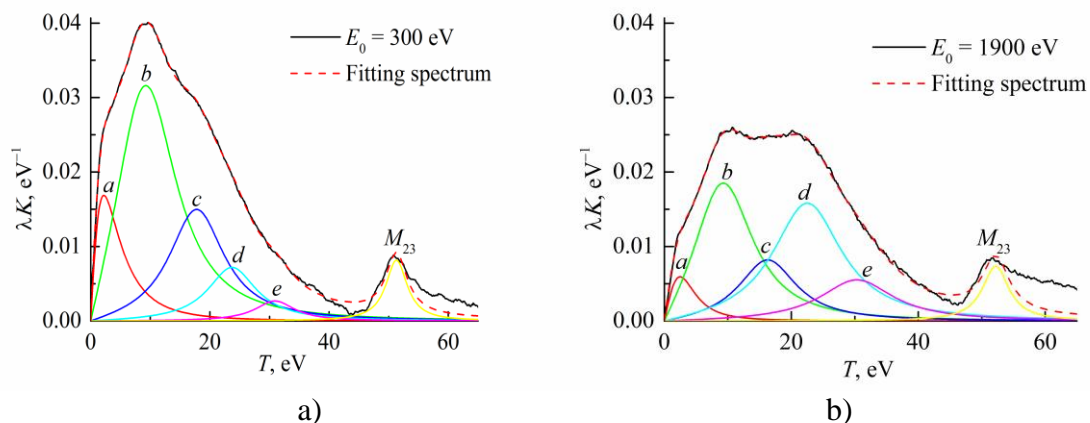 0.04
0.03
0.02
0.01
0.00
λK, eV⁻¹
E₀ = 300 eV
Fitting spectrum
a
b
c
d
e
M₂₃
0
20
40
60
T, eV
a)
0.04
0.03
0.02
0.01
0.00
λK, eV⁻¹
E₀ = 1900 eV
Fitting spectrum
a
b
c
d
e
M₂₃
0
20
40
60
T, eV
b)